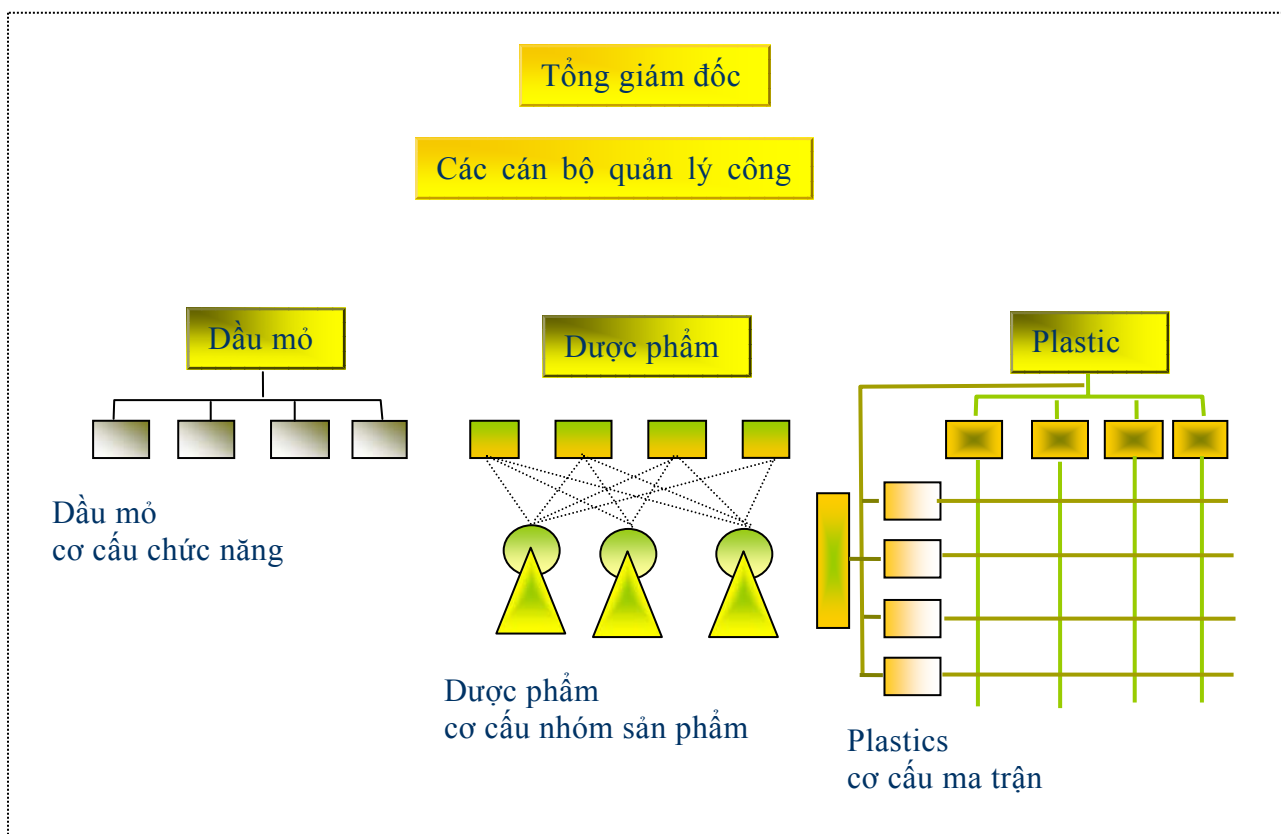 Tổng giám đốc
Các cán bộ quản lý công
Dầu mỏ
Dược phẩm
Plastic
Dầu mỏ
cơ cấu chức năng
Dược phẩm
cơ cấu nhóm sản phẩm
Plastics
cơ cấu ma trận